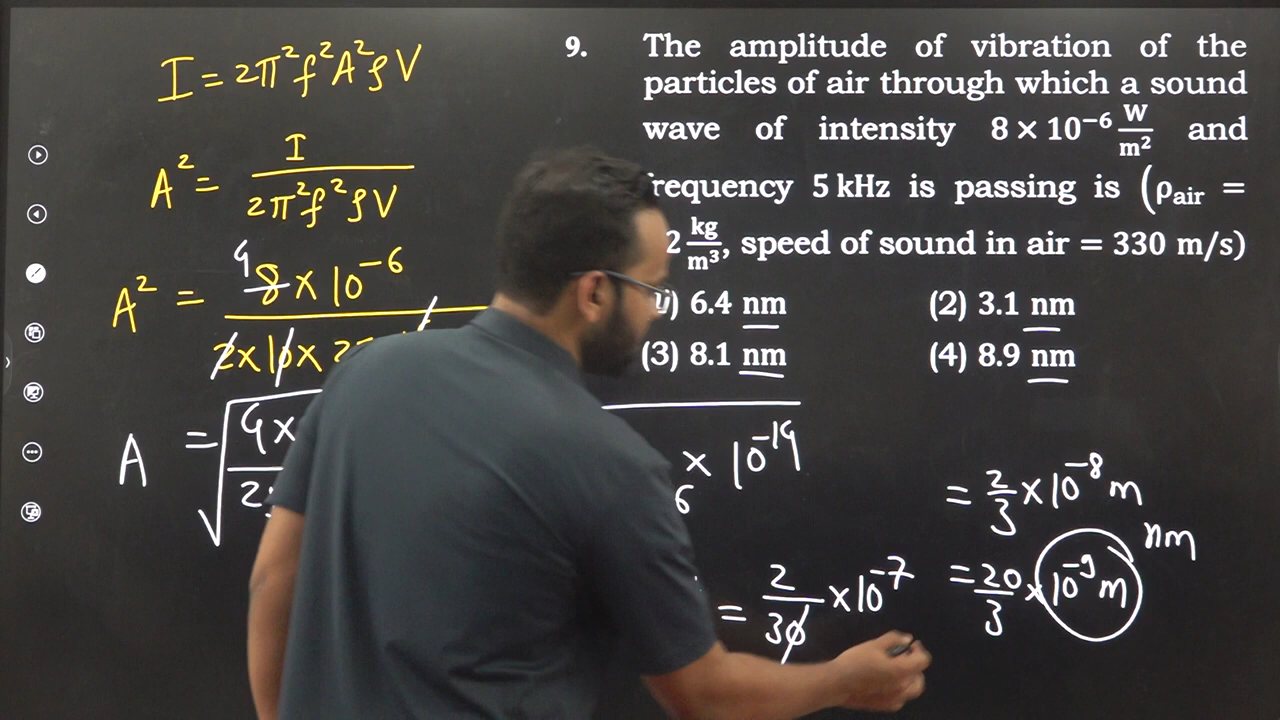 I = 2π²f²A²ρV
A² = I / 2π²f²ρV
A² = 8 4 × 10⁻⁶
2 × 10 × 2
A = √
4 ×
2
6 × 10⁻¹⁴
= 2/30 × 10⁻⁷
= 2/3 × 10⁻⁸ m
= 20/3 × 10⁻⁹ m nm
9. The amplitude of vibration of the
particles of air through which a sound
wave of intensity 8 × 10⁻⁶ W/m² and
requency 5 kHz is passing is (ρair =
2 kg/m³, speed of sound in air = 330 m/s)
) 6.4 nm (2) 3.1 nm
(3) 8.1 nm (4) 8.9 nm